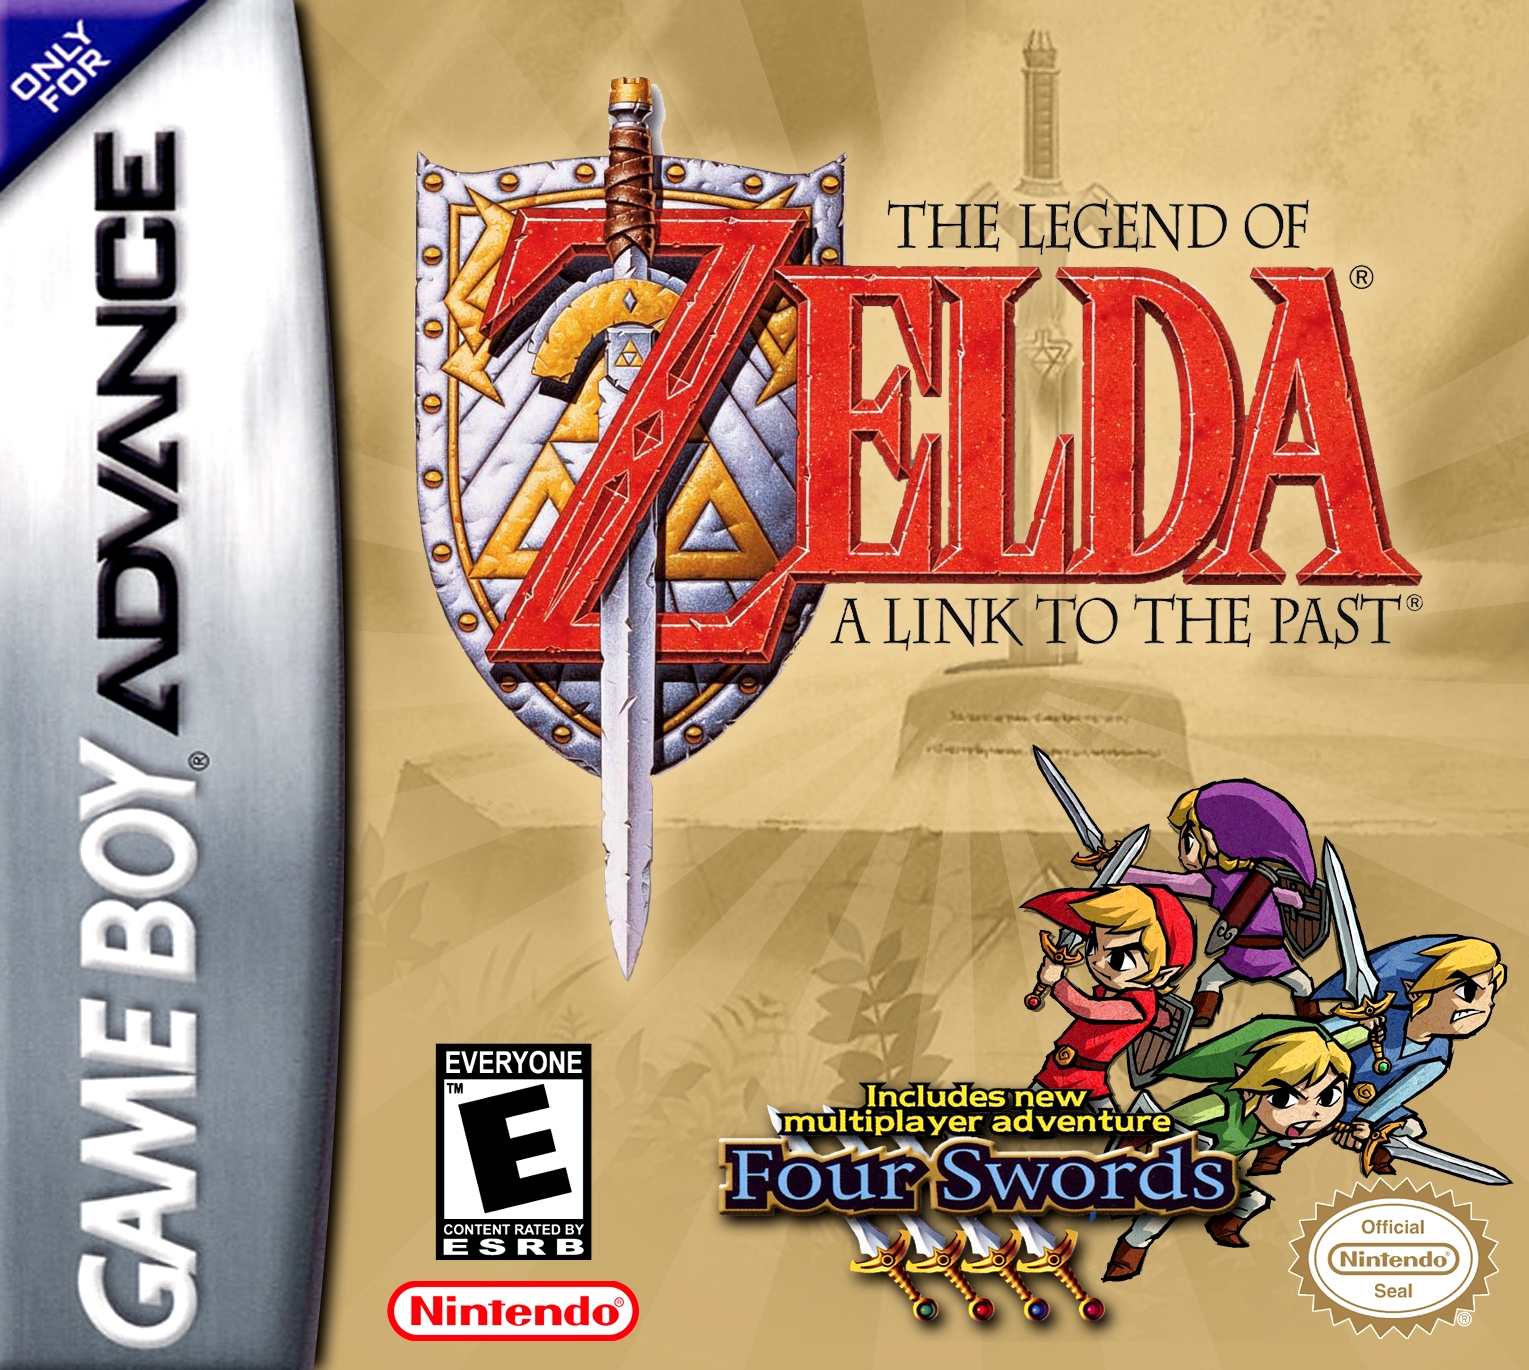 ONLY
FOR
GAME BOY ADVANCE
®
THE LEGEND OF
ZELDA®
A LINK TO THE PAST®
EVERYONE
TM
E
CONTENT RATED BY
ESRB
Nintendo®
Includes new
multiplayer adventure
Four Swords
Official
Nintendo®
Seal
®